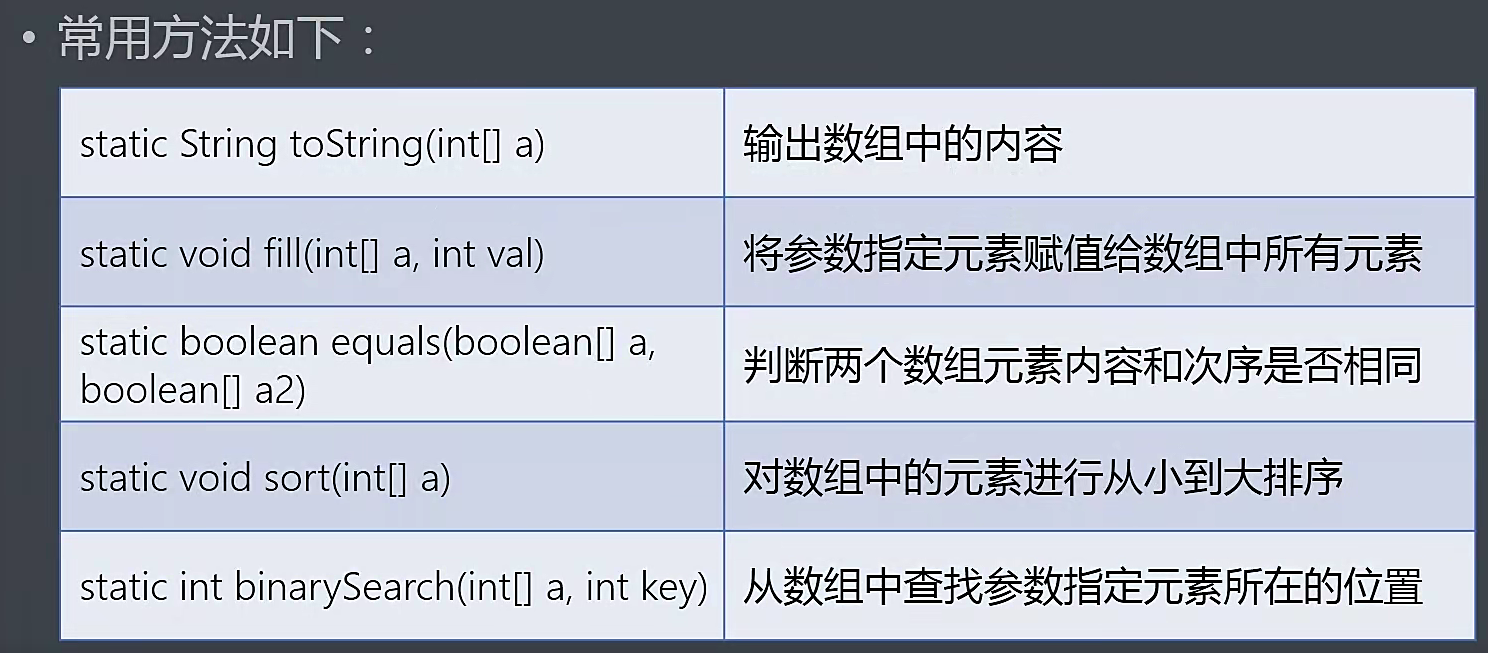 • 常用方法如下：
static String toString(int[] a)
输出数组中的内容
static void fill(int[] a, int val)
将参数指定元素赋值给数组中所有元素
static boolean equals(boolean[] a,
boolean[] a2)
判断两个数组元素内容和次序是否相同
static void sort(int[] a)
对数组中的元素进行从小到大排序
static int binarySearch(int[] a, int key)
从数组中查找参数指定元素所在的位置